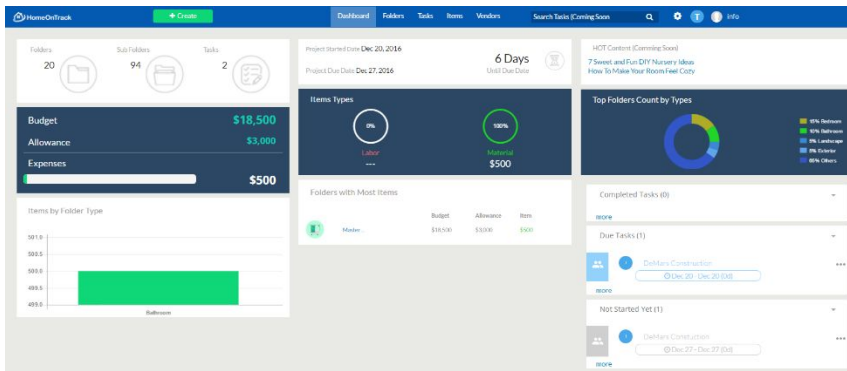 HomeOnTrack
+ Create
Dashboard Folders Tasks Items Vendors
Search Tasks (Coming Soon
T
info
Folders
20
Sub Folders
94
Tasks
2
Budget $18,500
Allowance $3,000
Expenses
$500
Items by Folder Type
501.0
500.5
500.0
499.5
499.0
Bathroom
Project Started Date Dec 20, 2016
Project Due Date Dec 27, 2016
6 Days
Until Due Date
Items Types
0%
Labor
---
100%
Material
$500
Folders with Most Items
Budget Allowance Item
Master... $18,500 $3,000 $500
HOT Content (Comming Soon)
7 Sweet and Fun DIY Nursery Ideas
How To Make Your Room Feel Cozy
Top Folders Count by Types
15% Bedroom
10% Bathroom
5% Landscape
5% Exterior
65% Others
Completed Tasks (0)
more
Due Tasks (1)
DeMars Construction
Dec 20 - Dec 20 (0d)
more
Not Started Yet (1)
DeMars Construction
Dec 27 - Dec 27 (0d)
more